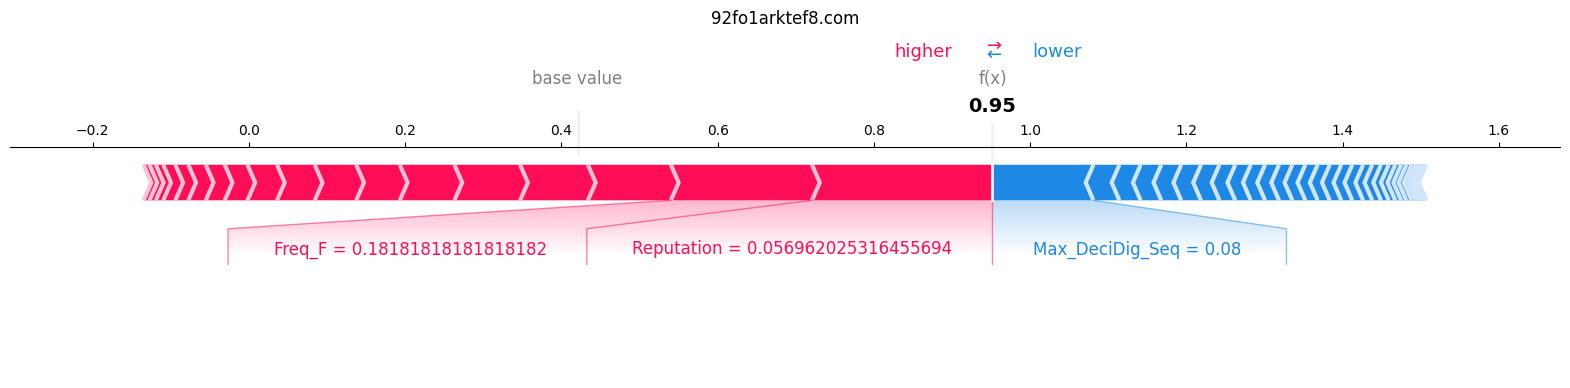 92fo1arktef8.com
higher ⇄ lower
base value f(x)
0.95
−0.2 0.0 0.2 0.4 0.6 0.8 1.0 1.2 1.4 1.6
Freq_F = 0.18181818181818182 Reputation = 0.056962025316455694 Max_DeciDig_Seq = 0.08